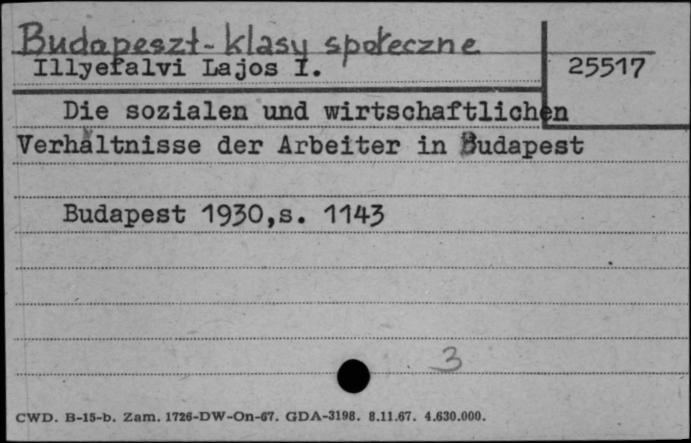 Budapeszt - klasy społeczne
Illyefalvi Lajos I.
25517
Die sozialen und wirtschaftlichen
Verhältnisse der Arbeiter in Budapest
Budapest 1930,s. 1143
3
CWD. B-15-b. Zam. 1726-DW-On-67. GDA-3198. 8.11.67. 4.630.000.